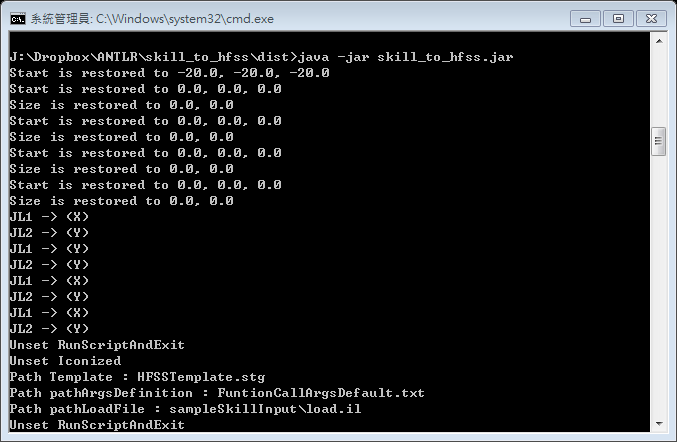 系統管理員: C:\Windows\system32\cmd.exe
J:\Dropbox\ANTLR\skill_to_hfss\dist>java -jar skill_to_hfss.jar
Start is restored to -20.0, -20.0, -20.0
Start is restored to 0.0, 0.0, 0.0
Size is restored to 0.0, 0.0
Start is restored to 0.0, 0.0, 0.0
Size is restored to 0.0, 0.0
Start is restored to 0.0, 0.0, 0.0
Size is restored to 0.0, 0.0
Start is restored to 0.0, 0.0, 0.0
Size is restored to 0.0, 0.0
JL1 -> (X)
JL2 -> (Y)
JL1 -> (Y)
JL2 -> (Y)
JL1 -> (X)
JL2 -> (Y)
JL1 -> (X)
JL2 -> (Y)
Unset RunScriptAndExit
Unset Iconized
Path Template : HFSSTemplate.stg
Path pathArgsDefinition : FuntionCallArgsDefault.txt
Path pathLoadFile : sampleSkillInput\load.il
Unset RunScriptAndExit